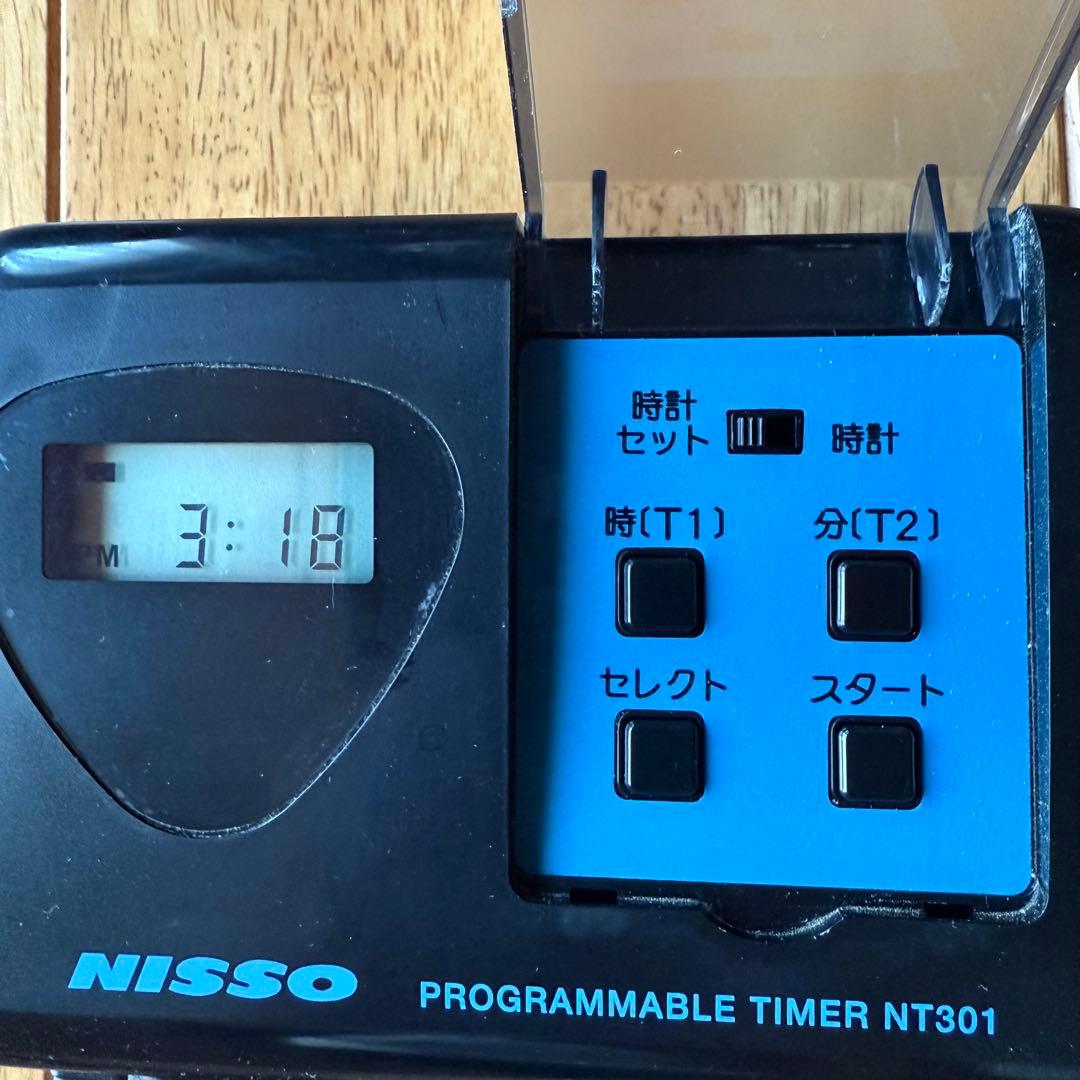 PM 3:18
時計
セット
時計
時(T1)
分(T2)
セレクト
スタート
NISSO
PROGRAMMABLE TIMER NT301